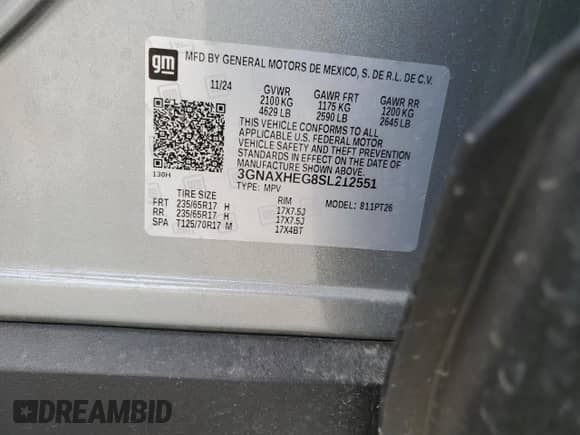 gm
MFD BY GENERAL MOTORS DE MEXICO, S. DE R.L. DE C.V.
11/24 GVWR GAWR FRT GAWR RR
2100 KG 1175 KG 1200 KG
4629 LB 2590 LB 2645 LB
THIS VEHICLE CONFORMS TO ALL
APPLICABLE U.S. FEDERAL MOTOR
VEHICLE SAFETY AND THEFT PREVENTION
STANDARDS IN EFFECT ON THE DATE OF
MANUFACTURE SHOWN ABOVE.
3GNAXHEG8SL212551
130H TYPE: MPV
TIRE SIZE RIM MODEL: 811PT26
FRT 235/65R17 H 17X7.5J
RR 235/65R17 H 17X7.5J
SPA T125/70R17 M 17X4BT
DREAMBID